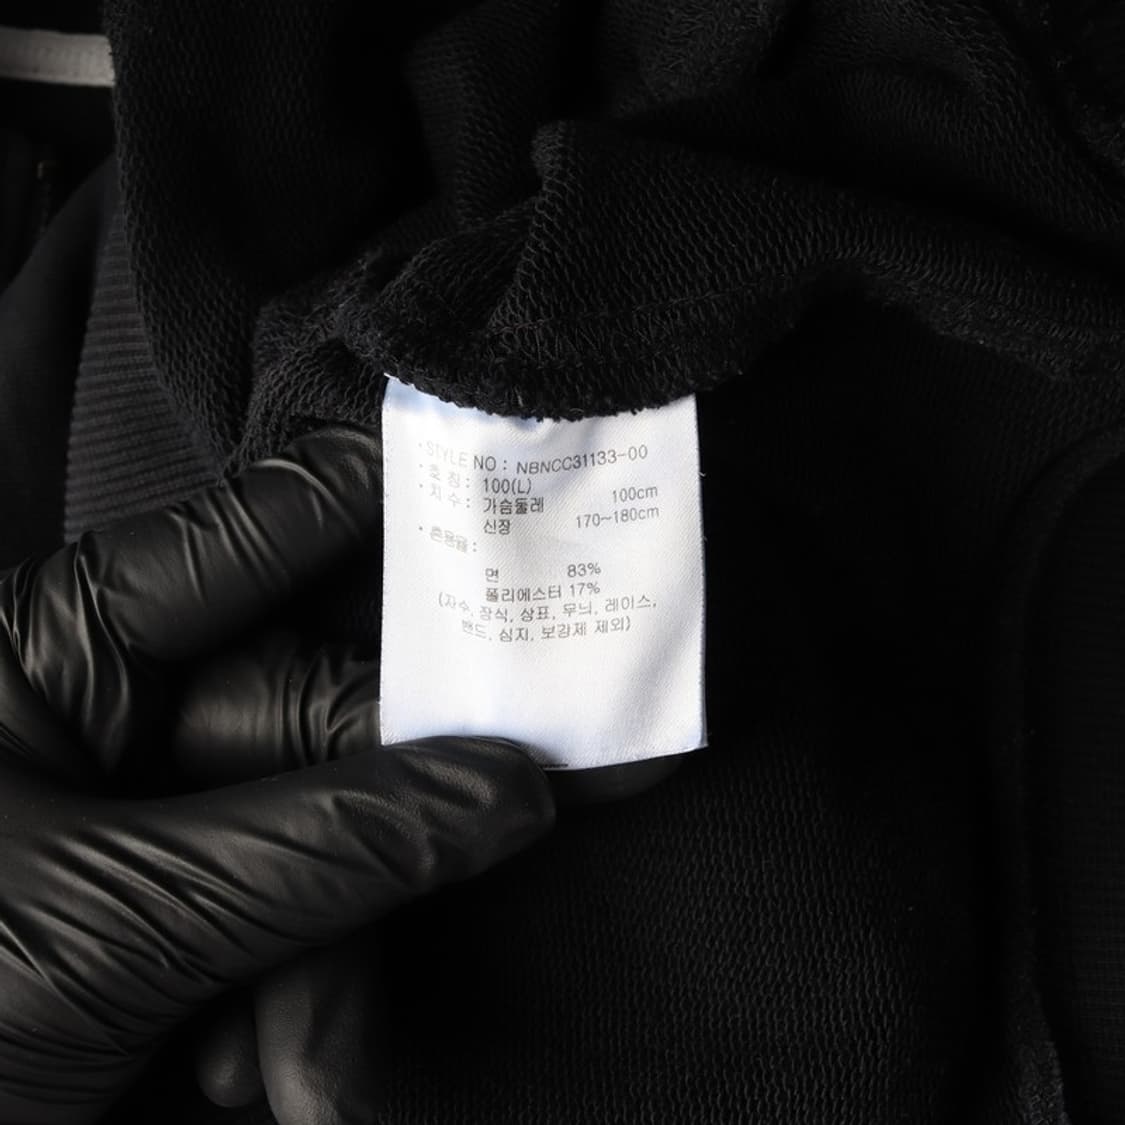 · STYLE NO : NBNCC31133-00
· 호 칭 : 100(L)
· 치 수 : 가슴둘레 100cm
신장 170~180cm
· 혼용율 :
면 83%
폴리에스터 17%
(자수, 장식, 상표, 무늬, 레이스,
밴드, 심지, 보강제 제외)